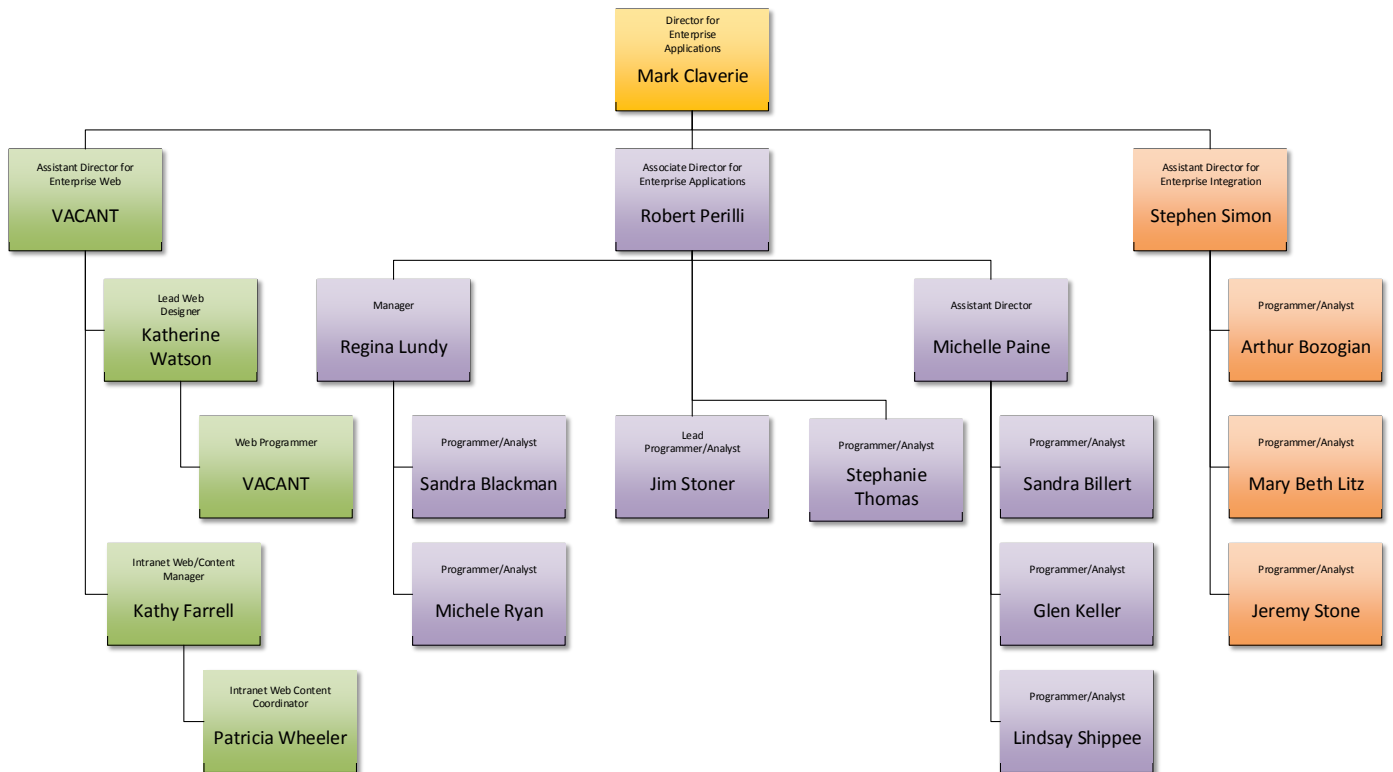 Director for
Enterprise
Applications
Mark Claverie
Assistant Director for
Enterprise Web
VACANT
Associate Director for
Enterprise Applications
Robert Perilli
Assistant Director for
Enterprise Integration
Stephen Simon
Lead Web
Designer
Katherine
Watson
Manager
Regina Lundy
Assistant Director
Michelle Paine
Programmer/Analyst
Arthur Bozogian
Web Programmer
VACANT
Programmer/Analyst
Sandra Blackman
Lead
Programmer/Analyst
Jim Stoner
Programmer/Analyst
Stephanie
Thomas
Programmer/Analyst
Sandra Billert
Programmer/Analyst
Mary Beth Litz
Intranet Web/Content
Manager
Kathy Farrell
Programmer/Analyst
Michele Ryan
Programmer/Analyst
Glen Keller
Programmer/Analyst
Jeremy Stone
Intranet Web Content
Coordinator
Patricia Wheeler
Programmer/Analyst
Lindsay Shippee